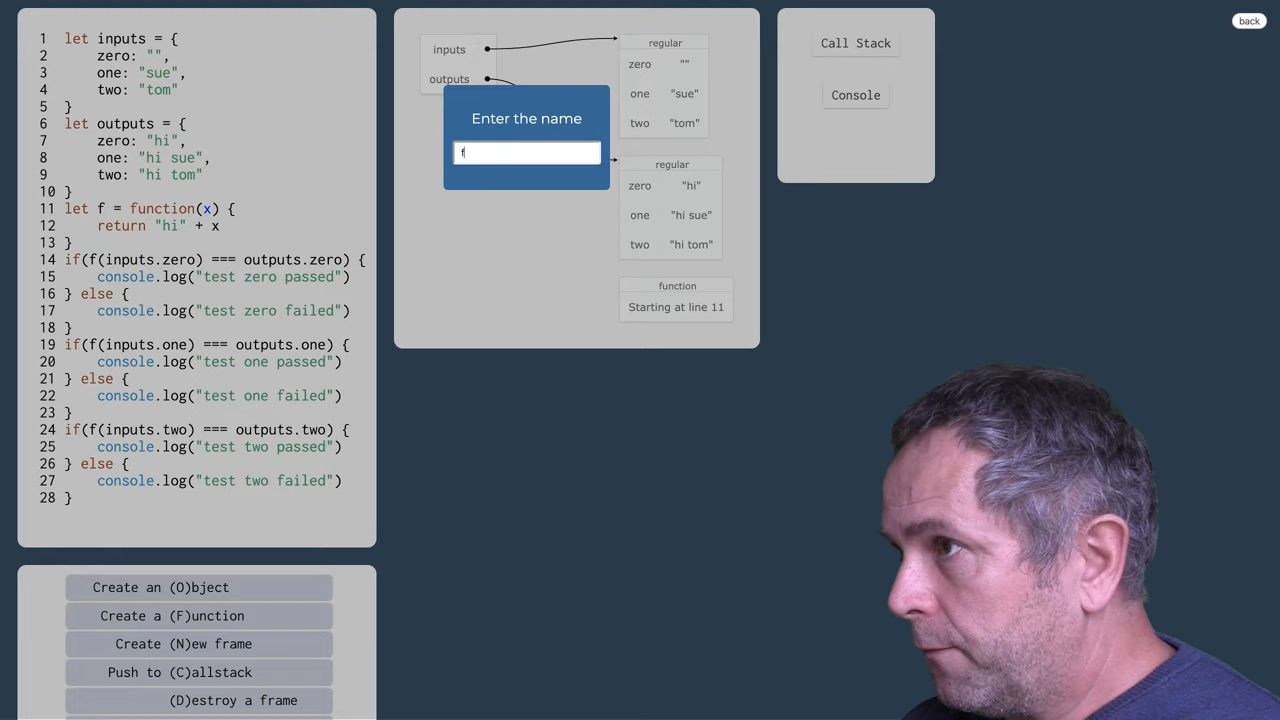 1 let inputs = {
2 zero: "",
3 one: "sue",
4 two: "tom"
5 }
6 let outputs = {
7 zero: "hi",
8 one: "hi sue",
9 two: "hi tom"
10 }
11 let f = function(x) {
12 return "hi" + x
13 }
14 if(f(inputs.zero) === outputs.zero) {
15 console.log("test zero passed")
16 } else {
17 console.log("test zero failed")
18 }
19 if(f(inputs.one) === outputs.one) {
20 console.log("test one passed")
21 } else {
22 console.log("test one failed")
23 }
24 if(f(inputs.two) === outputs.two) {
25 console.log("test two passed")
26 } else {
27 console.log("test two failed")
28 }
Create an (O)bject
Create a (F)unction
Create (N)ew frame
Push to (C)allstack
(D)estroy a frame
inputs
outputs
Enter the name
f
regular
zero ""
one "sue"
two "tom"
regular
zero "hi"
one "hi sue"
two "hi tom"
function
Starting at line 11
Call Stack
Console
back